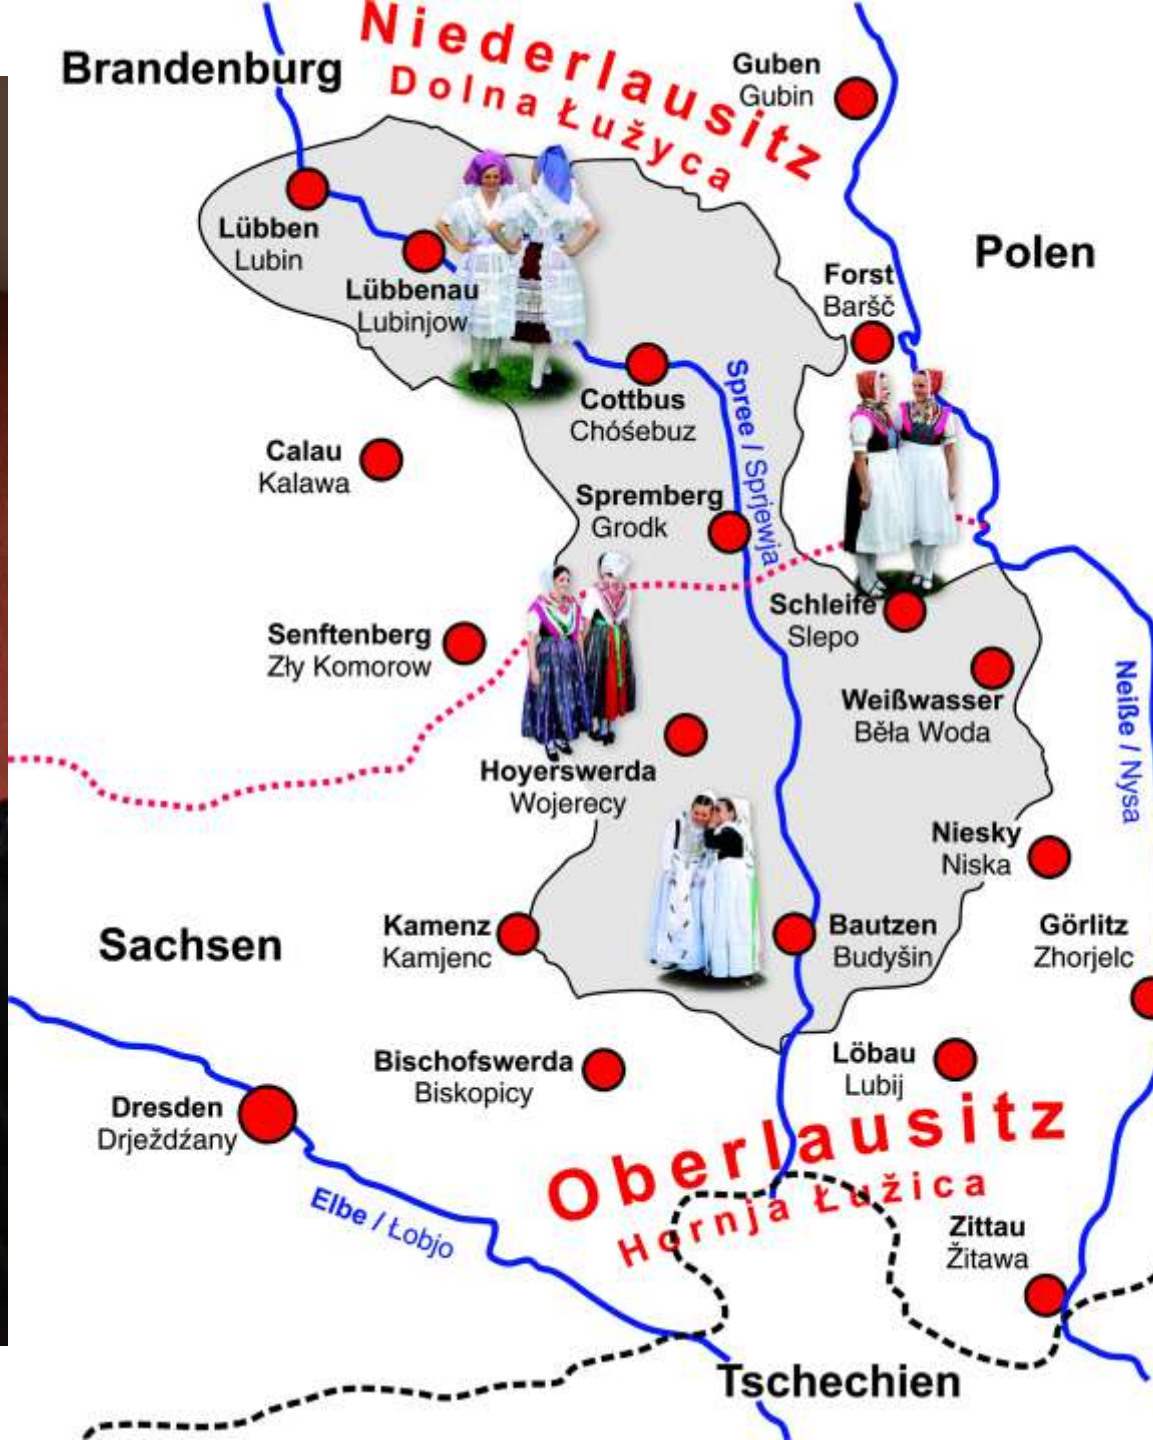 Niederlausitz
Dolna Łužyca
Brandenburg
Guben
Gubin
Polen
Lübben
Lubin
Lübbenau
Lubinjow
Forst
Baršč
Cottbus
Chóśebuz
Spree / Sprjewja
Calau
Kalawa
Spremberg
Grodk
Schleife
Slepo
Senftenberg
Zły Komorow
Weißwasser
Běła Woda
Neiße / Nysa
Hoyerswerda
Wojerecy
Niesky
Niska
Sachsen
Kamenz
Kamjenc
Bautzen
Budyšin
Görlitz
Zhorjelc
Bischofswerda
Biskopicy
Löbau
Lubij
Dresden
Drježdźany
Oberlausitz
Hornja Łužica
Elbe / Łobjo
Zittau
Žitawa
Tschechien